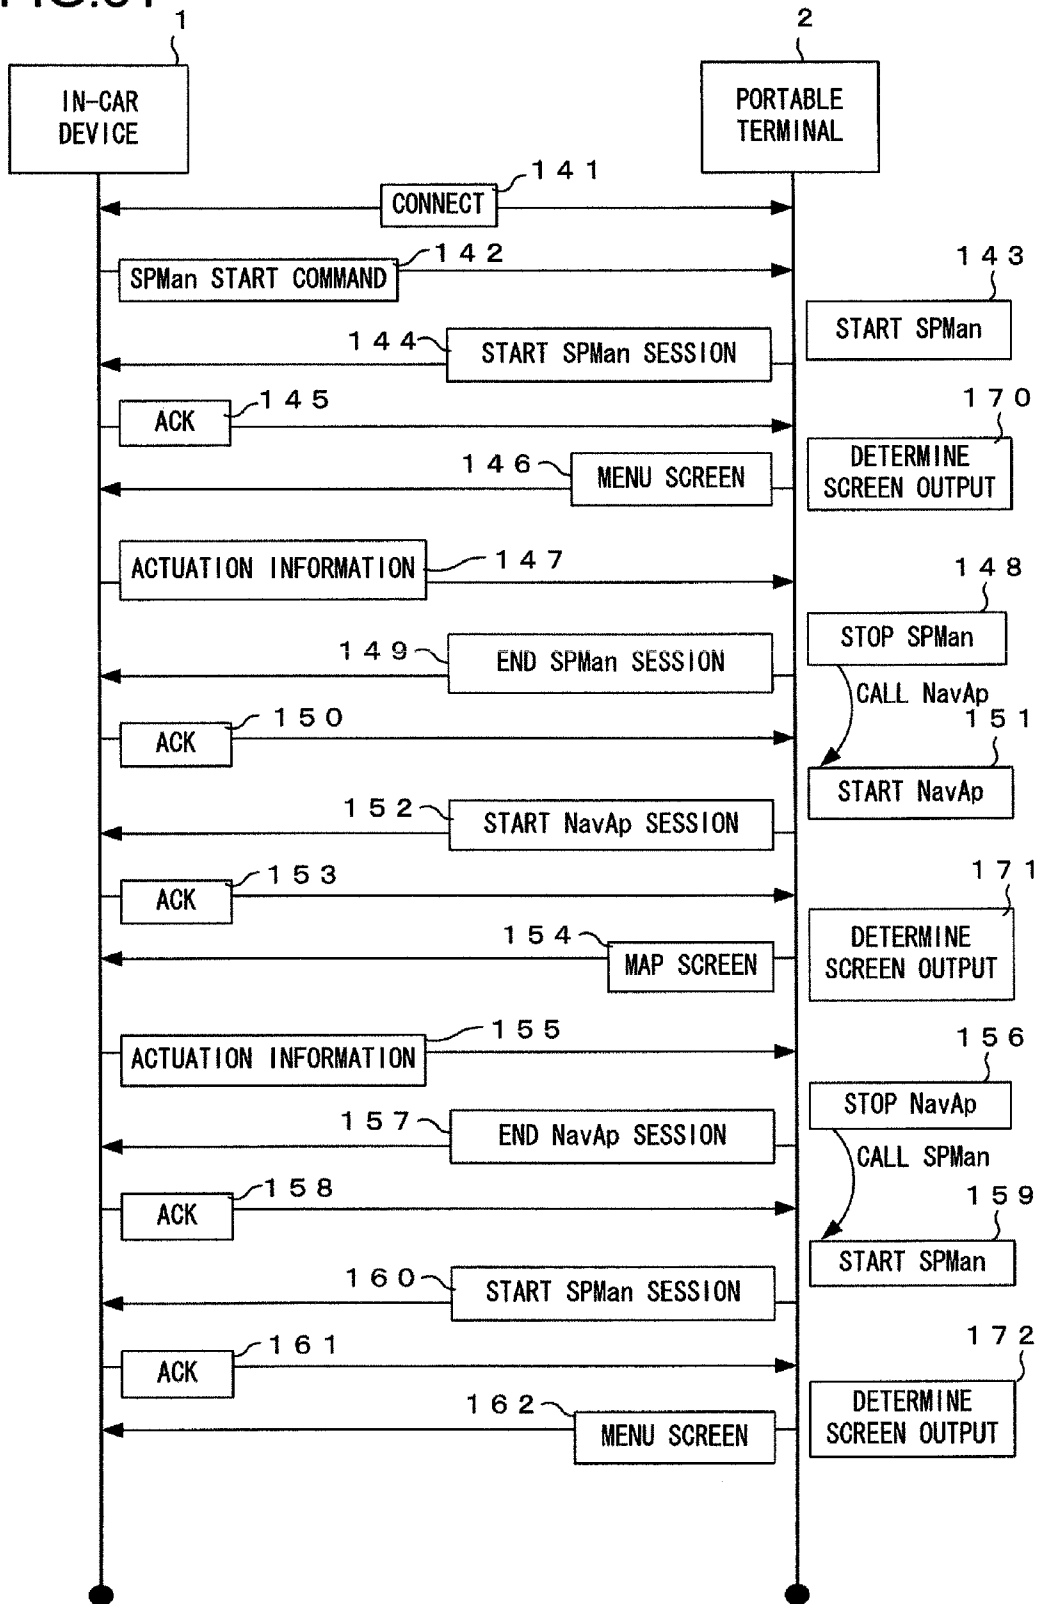 1
2
IN-CAR
DEVICE
PORTABLE
TERMINAL
141
CONNECT
142
SPMan START COMMAND
143
START SPMan
144
START SPMan SESSION
145
ACK
170
DETERMINE
SCREEN OUTPUT
146
MENU SCREEN
147
ACTUATION INFORMATION
148
STOP SPMan
149
END SPMan SESSION
CALL NavAp
150
ACK
151
START NavAp
152
START NavAp SESSION
153
ACK
171
DETERMINE
SCREEN OUTPUT
154
MAP SCREEN
155
ACTUATION INFORMATION
156
STOP NavAp
157
END NavAp SESSION
CALL SPMan
158
ACK
159
START SPMan
160
START SPMan SESSION
161
ACK
172
DETERMINE
SCREEN OUTPUT
162
MENU SCREEN